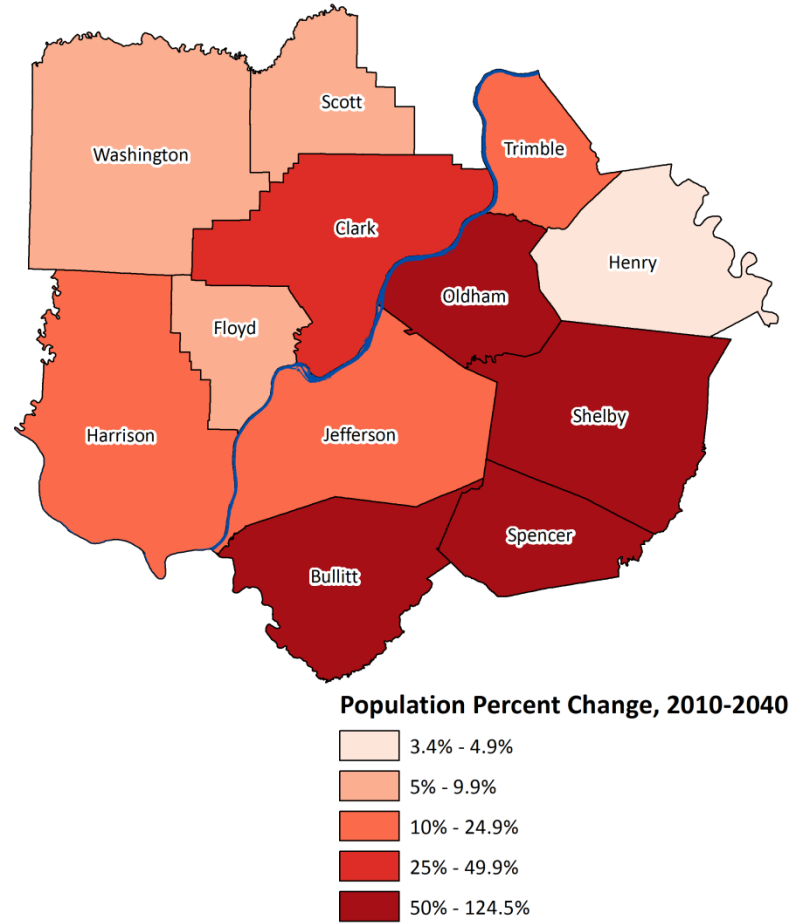 Scott
Washington
Trimble
Clark
Henry
Oldham
Floyd
Shelby
Harrison
Jefferson
Spencer
Bullitt
Population Percent Change, 2010-2040
3.4% - 4.9%
5% - 9.9%
10% - 24.9%
25% - 49.9%
50% - 124.5%